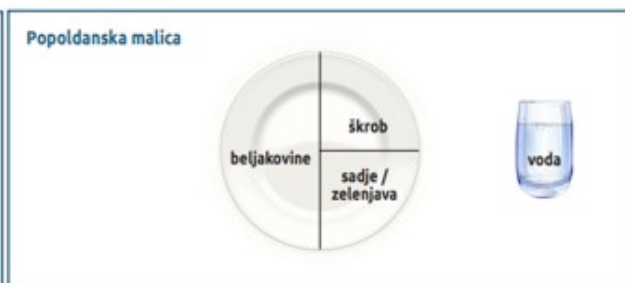 Popoldanska malica
škrob
beljakovine
sadje /
zelenjava
voda